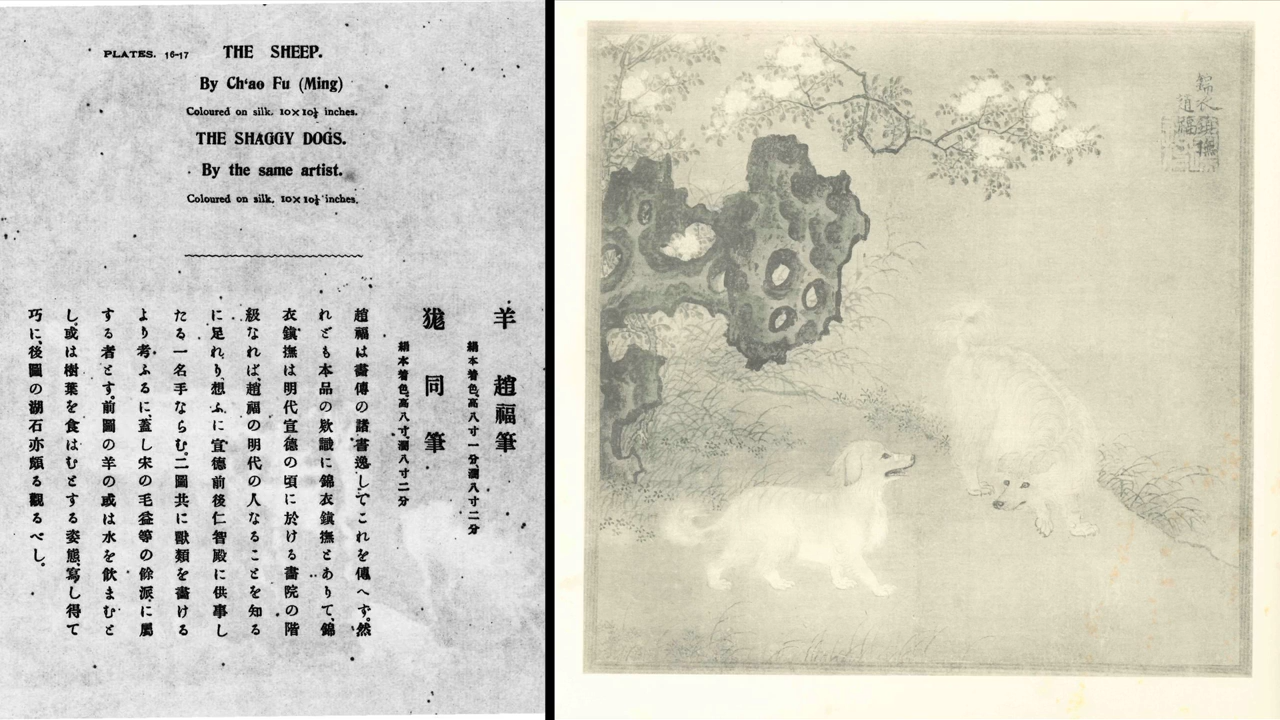 PLATES. 16-17 THE SHEEP.
By Ch‘ao Fu (Ming)
Coloured on silk. 10×10½ inches.
THE SHAGGY DOGS.
By the same artist.
Coloured on silk. 10×10½ inches.
羊 趙福筆
絹本着色、高八寸一分、濶八寸二分
狵 同筆
絹本着色、高八寸、濶八寸二分
趙福は畵傳の諸書逸してこれを傳へず。然
れども本品の欵識に錦衣鎭撫とありて、錦
衣鎭撫は明代宣德の頃に於ける畵院の階
級なれば、趙福の明代の人なることを知る
に足れり、想ふに宣德前後仁智殿に供事し
たる一名手ならむ。二圖共に獸類を畵ける
より考ふるに、蓋し宋の毛益等の餘派に屬
する者とす。前圖の羊の或は水を飮まむと
し、或は樹葉を食はむとする姿態、寫し得て
巧に、後圖の湖石亦頗る觀るべし。
錦衣鎮撫
趙福